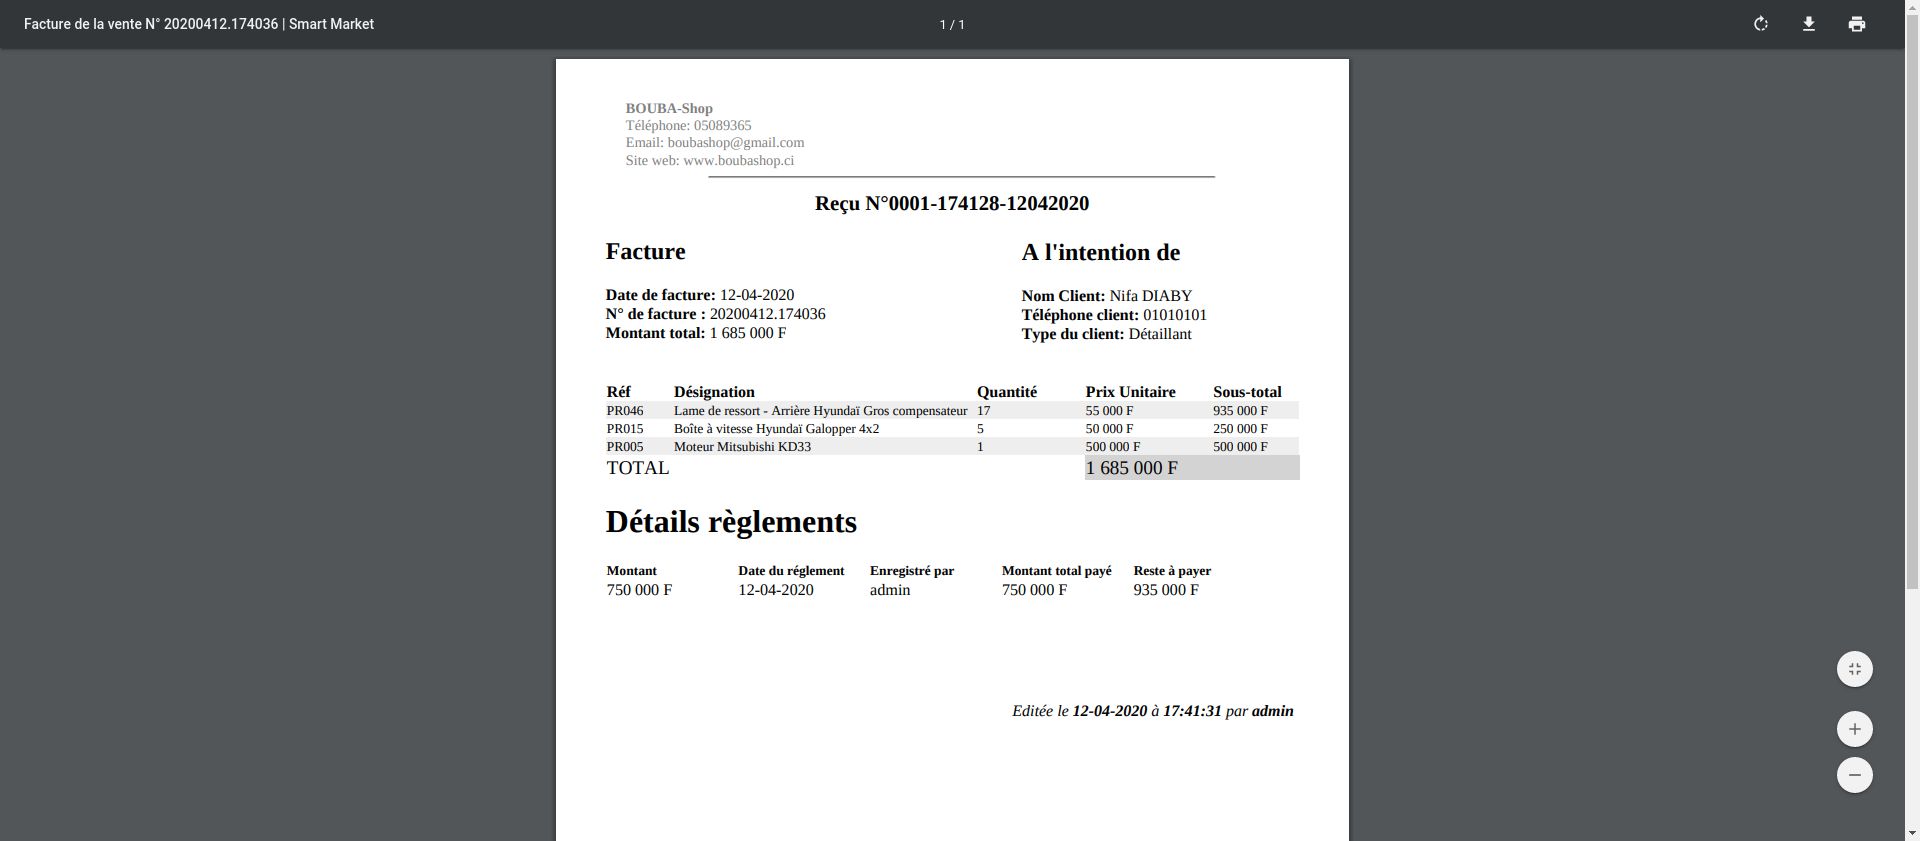 Facture de la vente N° 20200412.174036 | Smart Market
1 / 1
BOUBA-Shop
Téléphone: 05089365
Email: boubashop@gmail.com
Site web: www.boubashop.ci
Reçu N°0001-174128-12042020
Facture
A l'intention de
Date de facture: 12-04-2020
N° de facture : 20200412.174036
Montant total: 1 685 000 F
Nom Client: Nifa DIABY
Téléphone client: 01010101
Type du client: Détaillant
Réf Désignation Quantité Prix Unitaire Sous-total
PR046 Lame de ressort - Arrière Hyundaï Gros compensateur 17 55 000 F 935 000 F
PR015 Boîte à vitesse Hyundaï Galopper 4x2 5 50 000 F 250 000 F
PR005 Moteur Mitsubishi KD33 1 500 000 F 500 000 F
TOTAL 1 685 000 F
Détails règlements
Montant Date du réglement Enregistré par Montant total payé Reste à payer
750 000 F 12-04-2020 admin 750 000 F 935 000 F
Editée le 12-04-2020 à 17:41:31 par admin